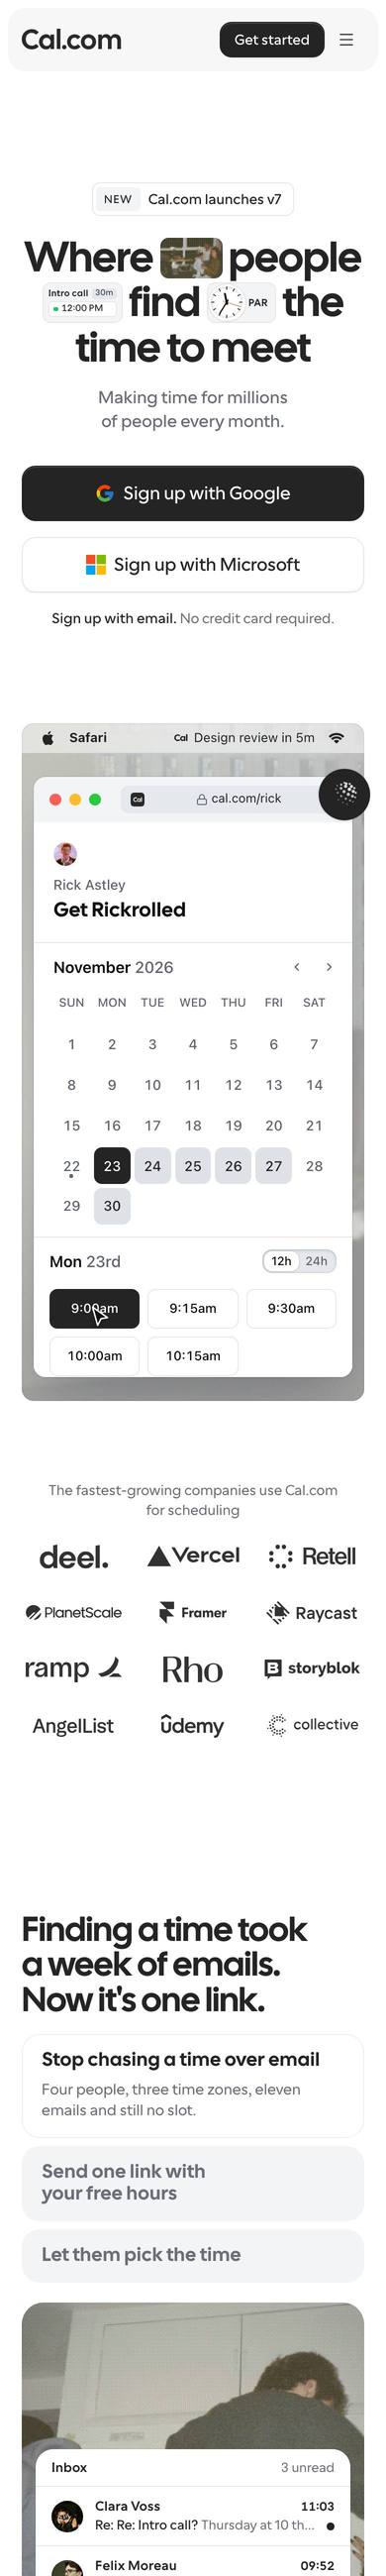 Cal.com
Get started
NEW Cal.com launches v7
Where people
Intro call 30m
12:00 PM
find PAR the
time to meet
Making time for millions
of people every month.
Sign up with Google
Sign up with Microsoft
Sign up with email. No credit card required.
Safari Cal Design review in 5m
Cal cal.com/rick
Rick Astley
Get Rickrolled
November 2026
SUN MON TUE WED THU FRI SAT
1 2 3 4 5 6 7
8 9 10 11 12 13 14
15 16 17 18 19 20 21
22 23 24 25 26 27 28
29 30
Mon 23rd 12h 24h
9:00am 9:15am 9:30am
10:00am 10:15am
The fastest-growing companies use Cal.com
for scheduling
deel. Vercel Retell
PlanetScale Framer Raycast
ramp Rho storyblok
AngelList ûdemy collective
Finding a time took
a week of emails.
Now it's one link.
Stop chasing a time over email
Four people, three time zones, eleven
emails and still no slot.
Send one link with
your free hours
Let them pick the time
Inbox 3 unread
Clara Voss 11:03
Re: Re: Intro call? Thursday at 10 th...
Felix Moreau 09:52